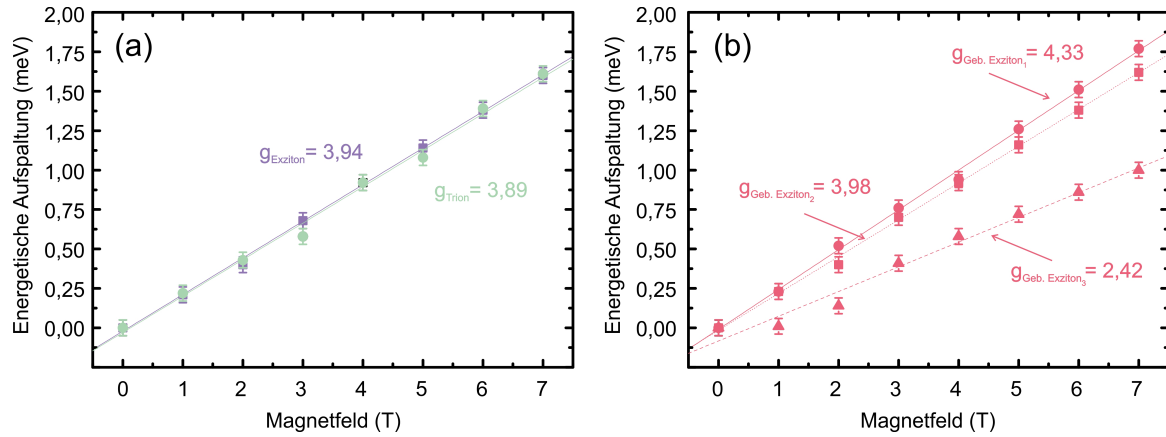 (a)
Energetische Aufspaltung (meV)
2,00
1,75
1,50
1,25
1,00
0,75
0,50
0,25
0,00
gExziton= 3,94
gTrion= 3,89
0 1 2 3 4 5 6 7
Magnetfeld (T)
(b)
Energetische Aufspaltung (meV)
2,00
1,75
1,50
1,25
1,00
0,75
0,50
0,25
0,00
gGeb. Exziton1= 4,33
gGeb. Exziton2= 3,98
gGeb. Exziton3= 2,42
0 1 2 3 4 5 6 7
Magnetfeld (T)